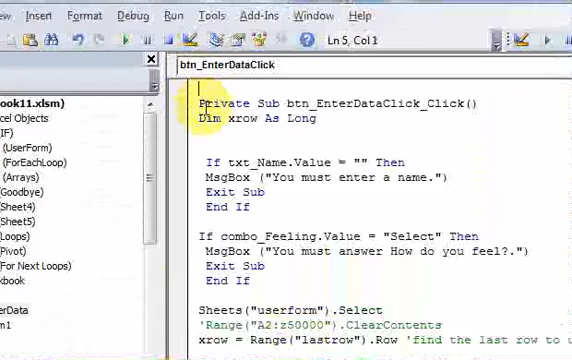 ew Insert Format Debug Run Tools Add-Ins Window Help
Ln 5, Col 1
btn_EnterDataClick
ook11.xlsm)
cel Objects
(IF)
(UserForm)
(ForEachLoop)
(Arrays)
(Goodbye)
(Sheet4)
(Sheet5)
(Loops)
(Pivot)
(For Next Loops)
kbook
erData
m1
Private Sub btn_EnterDataClick_Click()
Dim xrow As Long
If txt_Name.Value = "" Then
MsgBox ("You must enter a name.")
Exit Sub
End If
If combo_Feeling.Value = "Select" Then
MsgBox ("You must answer How do you feel?.")
Exit Sub
End If
Sheets("userform").Select
'Range("A2:z50000").ClearContents
xrow = Range("lastrow").Row 'find the last row to u